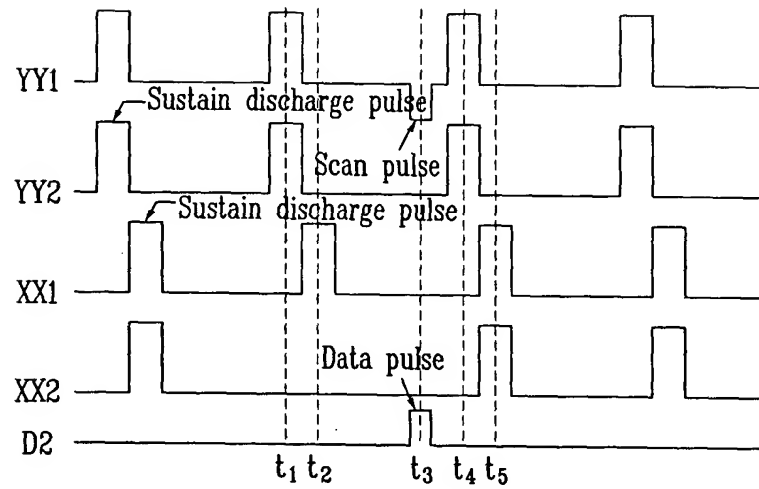 YY1
Sustain discharge pulse
Scan pulse
YY2
Sustain discharge pulse
XX1
Data pulse
XX2
D2
t1 t2 t3 t4 t5